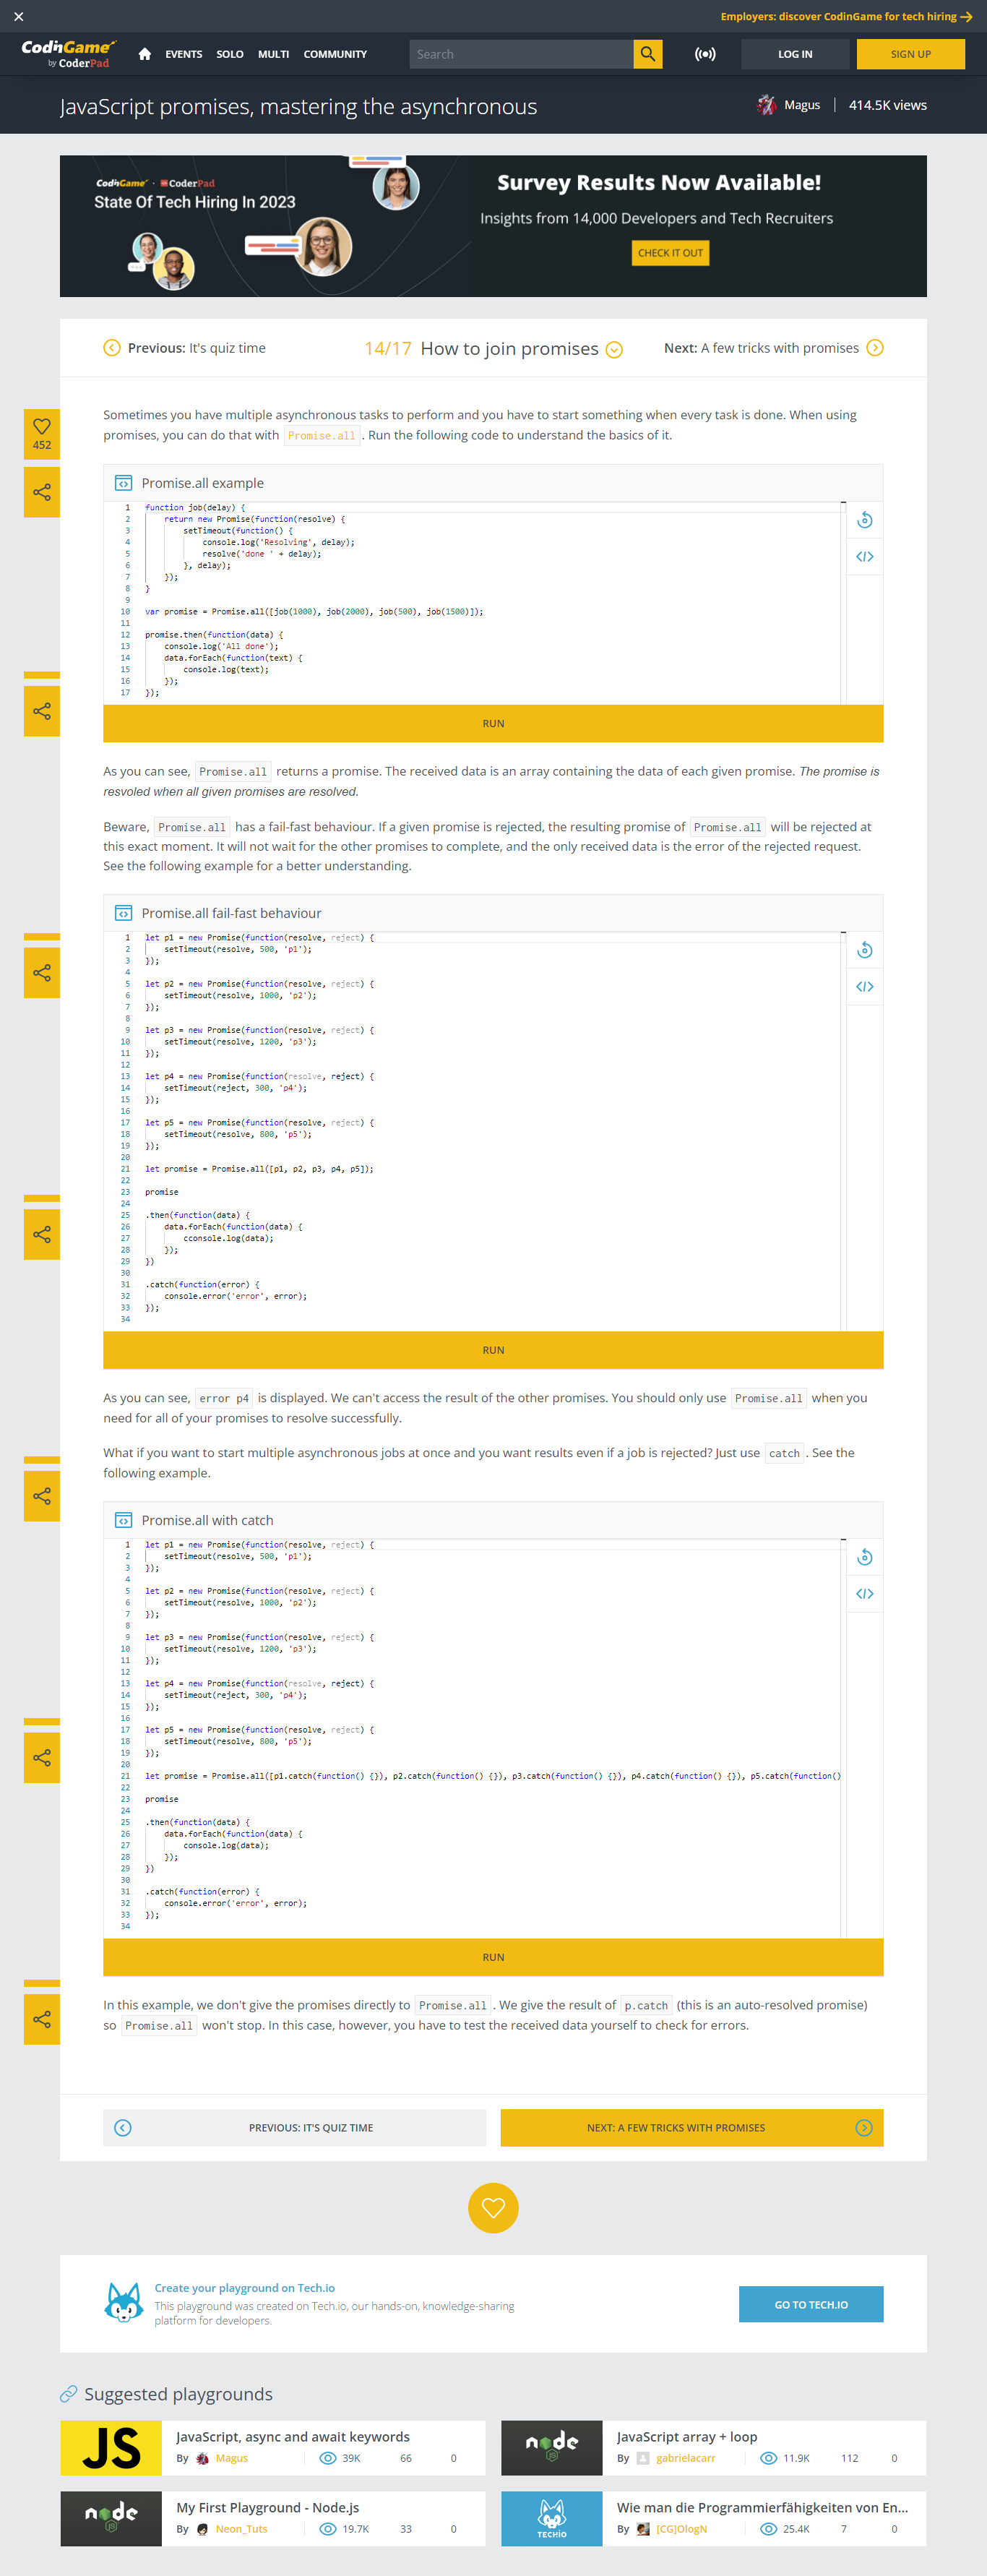 Employers: discover CodinGame for tech hiring
CodinGame
by CoderPad
EVENTS SOLO MULTI COMMUNITY
Search
LOG IN
SIGN UP
JavaScript promises, mastering the asynchronous
Magus
414.5K views
CodinGame · CoderPad
State Of Tech Hiring In 2023
Survey Results Now Available!
Insights from 14,000 Developers and Tech Recruiters
CHECK IT OUT
Previous: It's quiz time
14/17 How to join promises
Next: A few tricks with promises
452
Sometimes you have multiple asynchronous tasks to perform and you have to start something when every task is done. When using
promises, you can do that with Promise.all . Run the following code to understand the basics of it.
Promise.all example
1 function job(delay) {
2 return new Promise(function(resolve) {
3 setTimeout(function() {
4 console.log('Resolving', delay);
5 resolve('done ' + delay);
6 }, delay);
7 });
8 }
9
10 var promise = Promise.all([job(1000), job(2000), job(500), job(1500)]);
11
12 promise.then(function(data) {
13 console.log('All done');
14 data.forEach(function(text) {
15 console.log(text);
16 });
17 });
RUN
As you can see, Promise.all returns a promise. The received data is an array containing the data of each given promise. The promise is
resvoled when all given promises are resolved.
Beware, Promise.all has a fail-fast behaviour. If a given promise is rejected, the resulting promise of Promise.all will be rejected at
this exact moment. It will not wait for the other promises to complete, and the only received data is the error of the rejected request.
See the following example for a better understanding.
Promise.all fail-fast behaviour
1 let p1 = new Promise(function(resolve, reject) {
2 setTimeout(resolve, 500, 'p1');
3 });
4
5 let p2 = new Promise(function(resolve, reject) {
6 setTimeout(resolve, 1000, 'p2');
7 });
8
9 let p3 = new Promise(function(resolve, reject) {
10 setTimeout(resolve, 1200, 'p3');
11 });
12
13 let p4 = new Promise(function(resolve, reject) {
14 setTimeout(reject, 300, 'p4');
15 });
16
17 let p5 = new Promise(function(resolve, reject) {
18 setTimeout(resolve, 800, 'p5');
19 });
20
21 let promise = Promise.all([p1, p2, p3, p4, p5]);
22
23 promise
24
25 .then(function(data) {
26 data.forEach(function(data) {
27 cconsole.log(data);
28 });
29 })
30
31 .catch(function(error) {
32 console.error('error', error);
33 });
34
RUN
As you can see, error p4 is displayed. We can't access the result of the other promises. You should only use Promise.all when you
need for all of your promises to resolve successfully.
What if you want to start multiple asynchronous jobs at once and you want results even if a job is rejected? Just use catch . See the
following example.
Promise.all with catch
1 let p1 = new Promise(function(resolve, reject) {
2 setTimeout(resolve, 500, 'p1');
3 });
4
5 let p2 = new Promise(function(resolve, reject) {
6 setTimeout(resolve, 1000, 'p2');
7 });
8
9 let p3 = new Promise(function(resolve, reject) {
10 setTimeout(resolve, 1200, 'p3');
11 });
12
13 let p4 = new Promise(function(resolve, reject) {
14 setTimeout(reject, 300, 'p4');
15 });
16
17 let p5 = new Promise(function(resolve, reject) {
18 setTimeout(resolve, 800, 'p5');
19 });
20
21 let promise = Promise.all([p1.catch(function() {}), p2.catch(function() {}), p3.catch(function() {}), p4.catch(function() {}), p5.catch(function()
22
23 promise
24
25 .then(function(data) {
26 data.forEach(function(data) {
27 console.log(data);
28 });
29 })
30
31 .catch(function(error) {
32 console.error('error', error);
33 });
34
RUN
In this example, we don't give the promises directly to Promise.all . We give the result of p.catch (this is an auto-resolved promise)
so Promise.all won't stop. In this case, however, you have to test the received data yourself to check for errors.
PREVIOUS: IT'S QUIZ TIME
NEXT: A FEW TRICKS WITH PROMISES
Create your playground on Tech.io
This playground was created on Tech.io, our hands-on, knowledge-sharing
platform for developers.
GO TO TECH.IO
Suggested playgrounds
JS
JavaScript, async and await keywords
By Magus 39K 66 0
node
JS
JavaScript array + loop
By gabrielacarr 11.9K 112 0
node
JS
My First Playground - Node.js
By Neon_Tuts 19.7K 33 0
TECHIO
Wie man die Programmierfähigkeiten von En...
By [CG]OlogN 25.4K 7 0